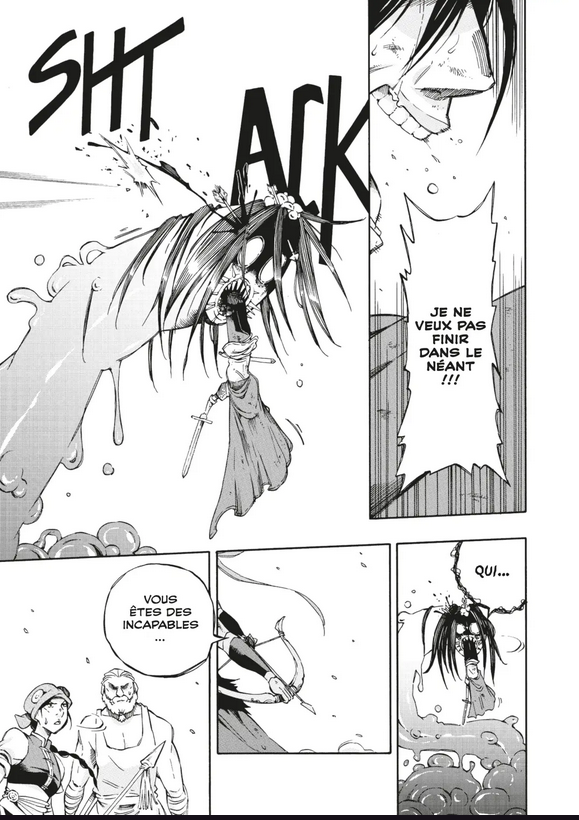 JE NE
VEUX PAS
FINIR
DANS LE
NÉANT
!!!
SHT
ACK
QUI...
VOUS
ÊTES DES
INCAPABLES
...